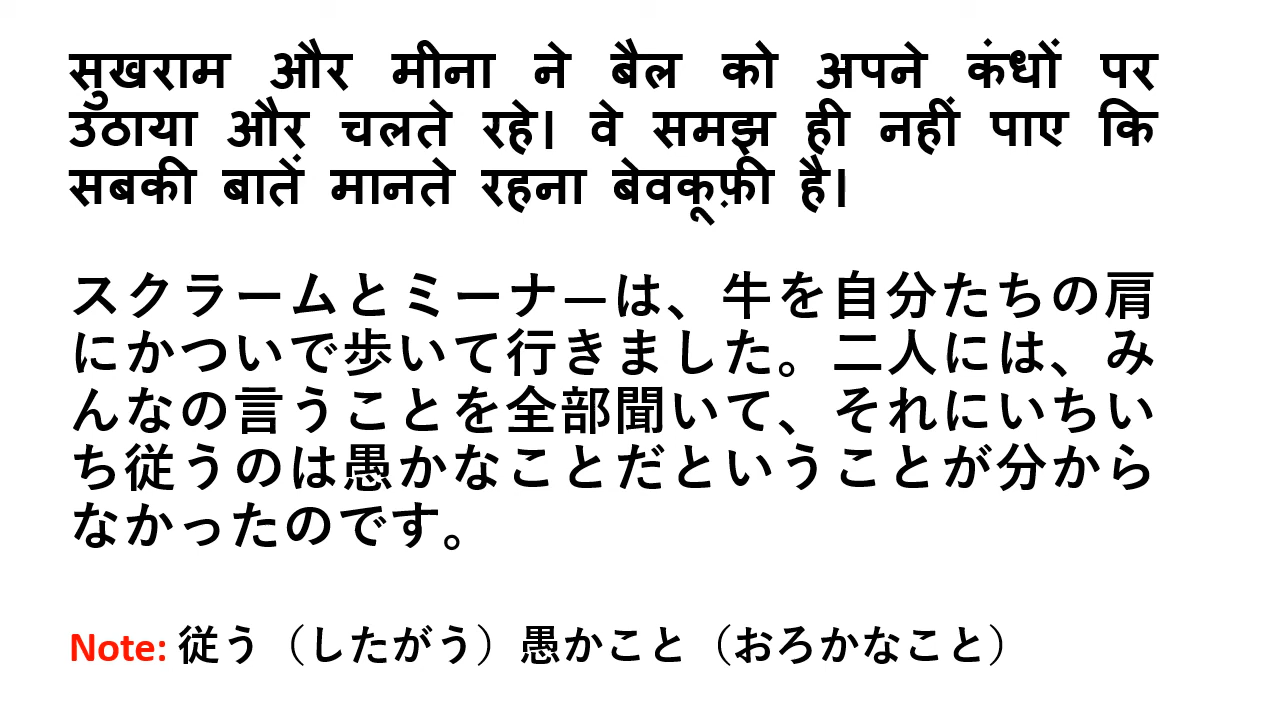 सुखराम और मीना ने बैल को अपने कंधों पर
उठाया और चलते रहे। वे समझ ही नहीं पाए कि
सबकी बातें मानते रहना बेवकूफ़ी है।
スクラームとミーナ―は、牛を自分たちの肩
にかついで歩いて行きました。二人には、み
んなの言うことを全部聞いて、それにいちい
ち従うのは愚かなことだということが分から
なかったのです。
Note: 従う（したがう）愚かこと（おろかなこと）